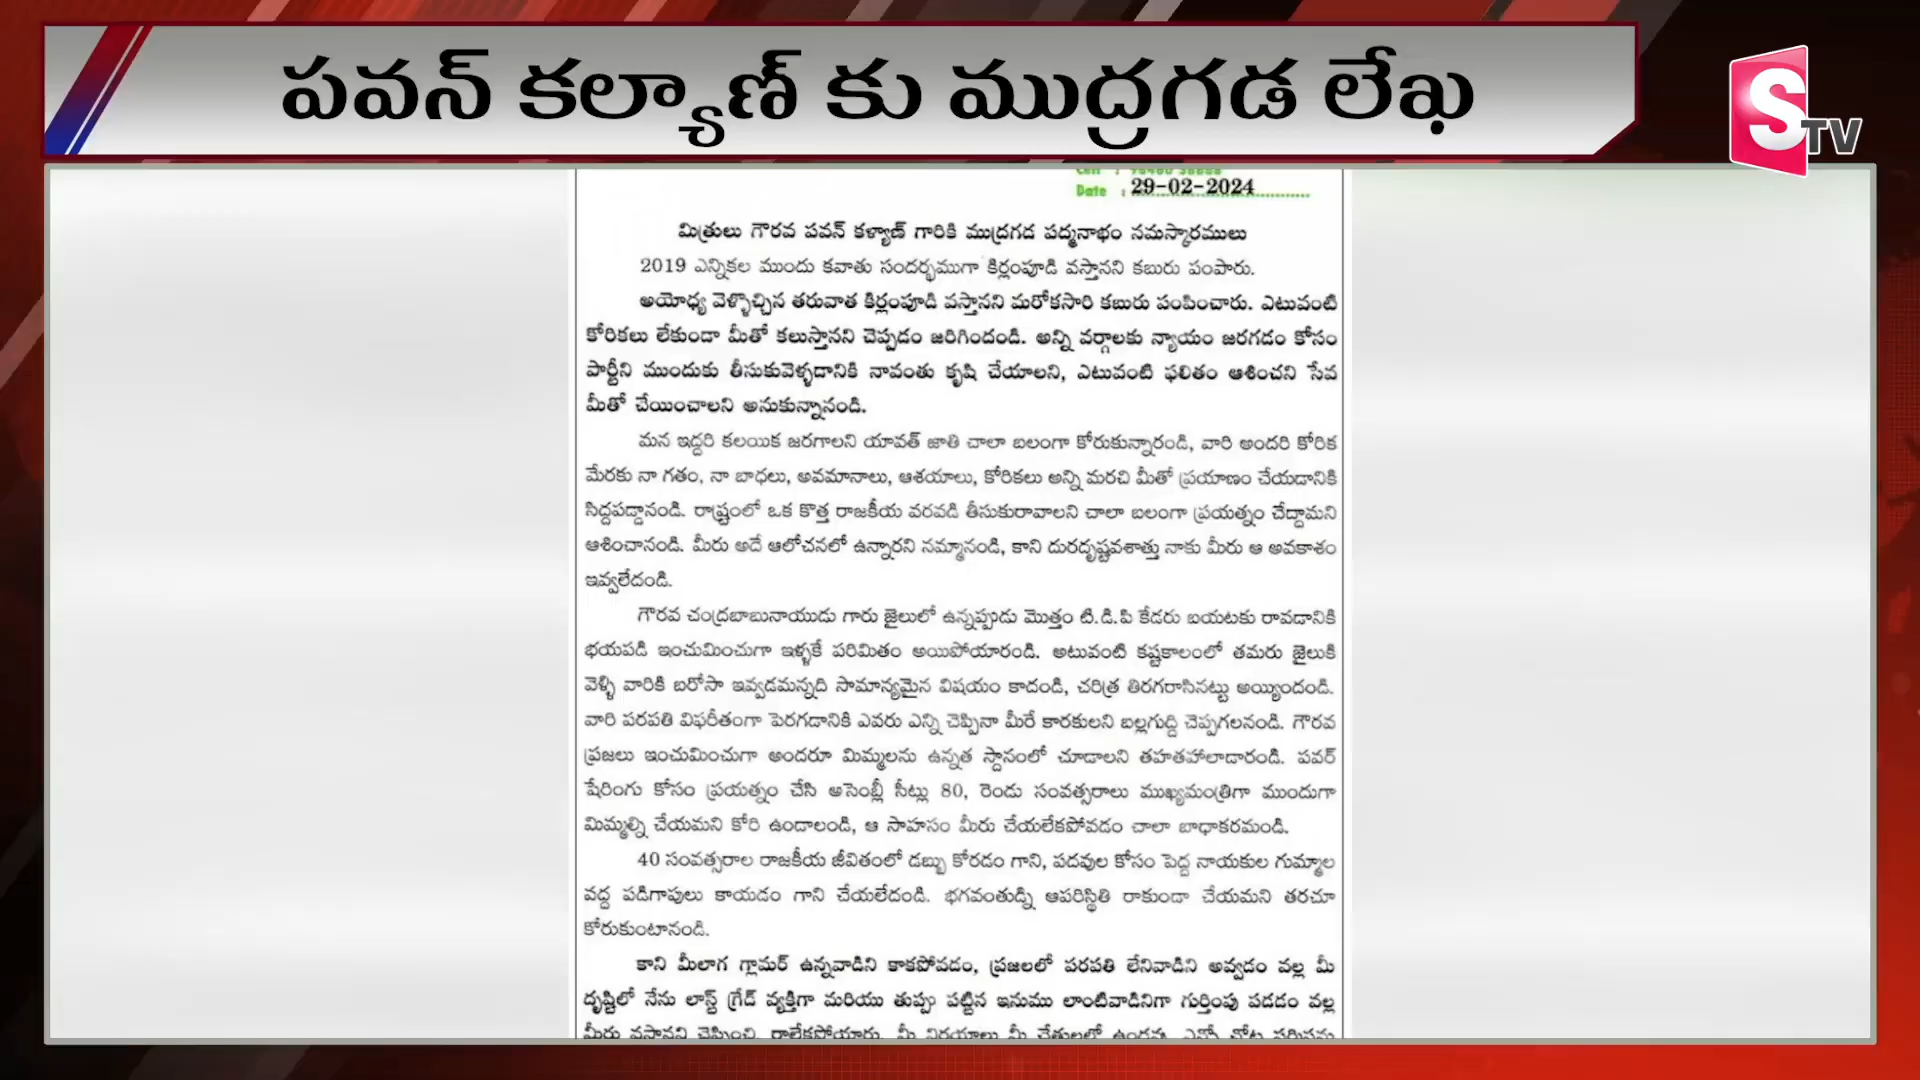 పవన్ కల్యాణ్ కు ముద్రగడ లేఖ
S TV
Date : 29-02-2024
మిత్రులు గౌరవ పవన్ కళ్యాణ్ గారికి ముద్రగడ పద్మనాభం నమస్కారములు
2019 ఎన్నికల ముందు కవాతు సందర్భముగా కిర్లంపూడి వస్తానని కబురు పంపారు.
అయోధ్య వెళ్ళొచ్చిన తరువాత కిర్లంపూడి వస్తానని మరోకసారి కబురు పంపించారు. ఎటువంటి
కోరికలు లేకుండా మీతో కలుస్తానని చెప్పడం జరిగిందండి. అన్ని వర్గాలకు న్యాయం జరగడం కోసం
పార్టీని ముందుకు తీసుకువెళ్ళడానికి నావంతు కృషి చేయాలని, ఎటువంటి ఫలితం ఆశించని సేవ
మీతో చేయించాలని అనుకున్నానండి.
మన ఇద్దరి కలయిక జరగాలని యావత్ జాతి చాలా బలంగా కోరుకున్నారండి, వారి అందరి కోరిక
మేరకు నా గతం, నా బాధలు, అవమానాలు, ఆశయాలు, కోరికలు అన్ని మరచి మీతో ప్రయాణం చేయడానికి
సిద్దపడ్డానండి. రాష్ట్రంలో ఒక కొత్త రాజకీయ వరవడి తీసుకురావాలని చాలా బలంగా ప్రయత్నం చేద్దామని
ఆశించానండి. మీరు అదే ఆలోచనలో ఉన్నారని నమ్మానండి, కాని దురదృష్టవశాత్తు నాకు మీరు ఆ అవకాశం
ఇవ్వలేదండి.
గౌరవ చంద్రబాబునాయుడు గారు జైలులో ఉన్నప్పుడు మొత్తం టి.డి.పి కేడరు బయటకు రావడానికి
భయపడి ఇంచుమించుగా ఇళ్ళకే పరిమితం అయిపోయారండి. అటువంటి కష్టకాలంలో తమరు జైలుకి
వెళ్ళి వారికి బరోసా ఇవ్వడమన్నది సామాన్యమైన విషయం కాదండి, చరిత్ర తిరగరాసినట్టు అయ్యిందండి.
వారి పరపతి విఫరీతంగా పెరగడానికి ఎవరు ఎన్ని చెప్పినా మీరే కారకులని బల్లగుద్ది చెప్పగలనండి. గౌరవ
ప్రజలు ఇంచుమించుగా అందరూ మిమ్మలను ఉన్నత స్ధానంలో చూడాలని తహతహాలాడారండి. పవర్
షేరింగు కోసం ప్రయత్నం చేసి అసెంబ్లీ సీట్లు 80, రెండు సంవత్సరాలు ముఖ్యమంత్రిగా ముందుగా
మిమ్మల్ని చేయమని కోరి ఉండాలండి, ఆ సాహసం మీరు చేయలేకపోవడం చాలా బాధాకరమండి.
40 సంవత్సరాల రాజకీయ జీవితంలో డబ్బు కోరడం గాని, పదవుల కోసం పెద్ద నాయకుల గుమ్మాల
వద్ద పడిగాపులు కాయడం గాని చేయలేదండి. భగవంతుడ్ని ఆపరిస్థితి రాకుండా చేయమని తరచూ
కోరుకుంటానండి.
కాని మీలాగ గ్లామర్ ఉన్నవాడిని కాకపోవడం, ప్రజలలో పరపతి లేనివాడిని అవ్వడం వల్ల మీ
దృష్టిలో నేను లాస్ట్ గ్రేడ్ వ్యక్తిగా మరియు తుప్పు పట్టిన ఇనుము లాంటివాడినిగా గుర్తింపు పడడం వల్ల